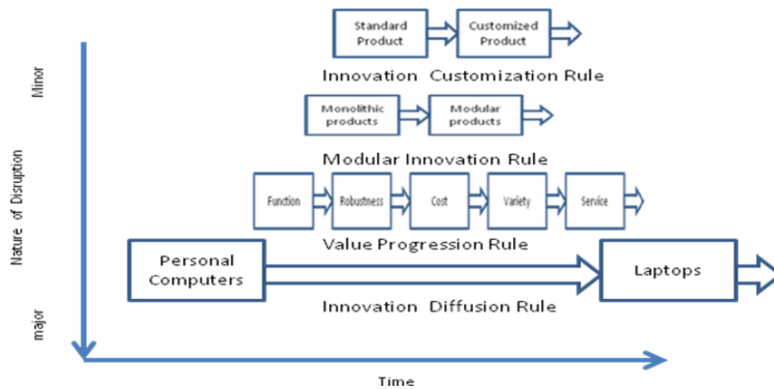 Standard
Product
Customized
Product
Innovation Customization Rule
Monolithic
products
Modular
products
Modular Innovation Rule
Function
Robustness
Cost
Variety
Service
Value Progression Rule
Personal
Computers
Laptops
Innovation Diffusion Rule
Minor
Nature of Disruption
major
Time